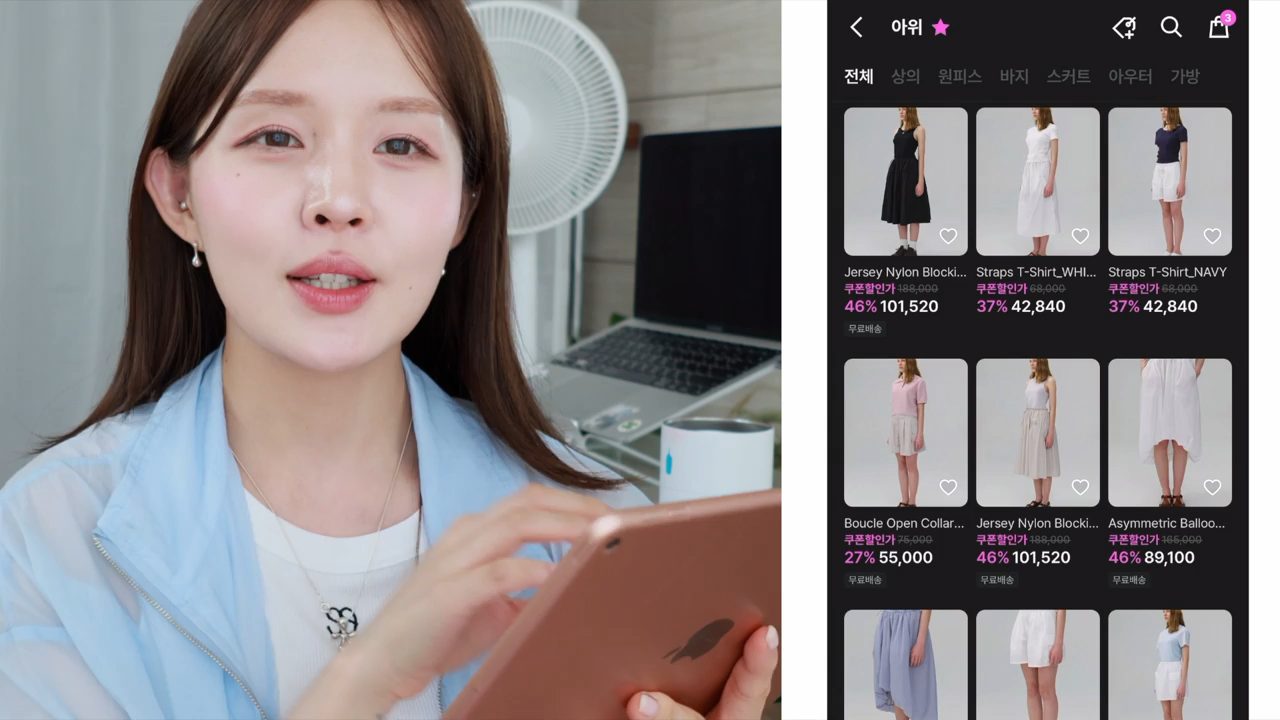 아위
3
전체 상의 원피스 바지 스커트 아우터 가방
Jersey Nylon Blocki... Straps T-Shirt_WHI... Straps T-Shirt_NAVY
쿠폰할인가 188,000 쿠폰할인가 68,000 쿠폰할인가 68,000
46% 101,520 37% 42,840 37% 42,840
무료배송
Boucle Open Collar... Jersey Nylon Blocki... Asymmetric Balloo...
쿠폰할인가 75,000 쿠폰할인가 188,000 쿠폰할인가 165,000
27% 55,000 46% 101,520 46% 89,100
무료배송 무료배송 무료배송